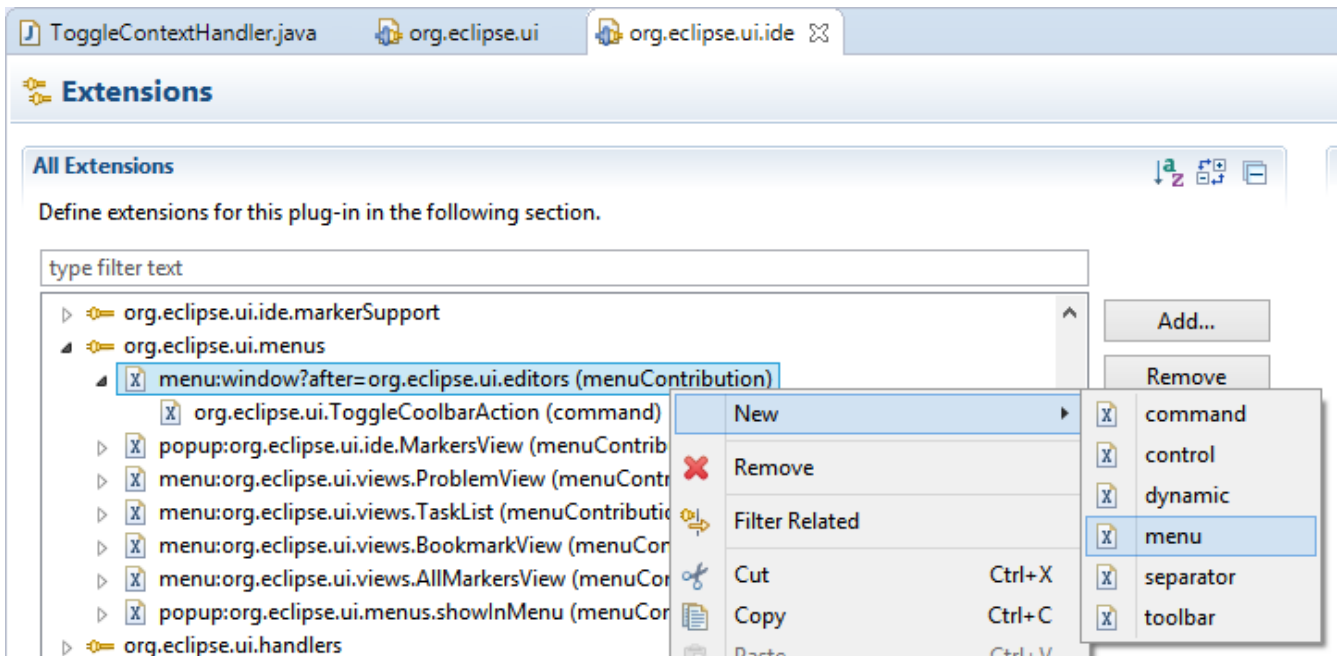 ToggleContextHandler.java org.eclipse.ui org.eclipse.ui.ide
Extensions
All Extensions
Define extensions for this plug-in in the following section.
type filter text
org.eclipse.ui.ide.markerSupport
Add...
org.eclipse.ui.menus
menu:window?after=org.eclipse.ui.editors (menuContribution)
Remove
org.eclipse.ui.ToggleCoolbarAction (command)
popup:org.eclipse.ui.ide.MarkersView (menuContrib
menu:org.eclipse.ui.views.ProblemView (menuContr
menu:org.eclipse.ui.views.TaskList (menuContributio
menu:org.eclipse.ui.views.BookmarkView (menuCon
menu:org.eclipse.ui.views.AllMarkersView (menuCor
popup:org.eclipse.ui.menus.showInMenu (menuCor
org.eclipse.ui.handlers
New
Remove
Filter Related
Cut Ctrl+X
Copy Ctrl+C
Paste Ctrl+V
command
control
dynamic
menu
separator
toolbar